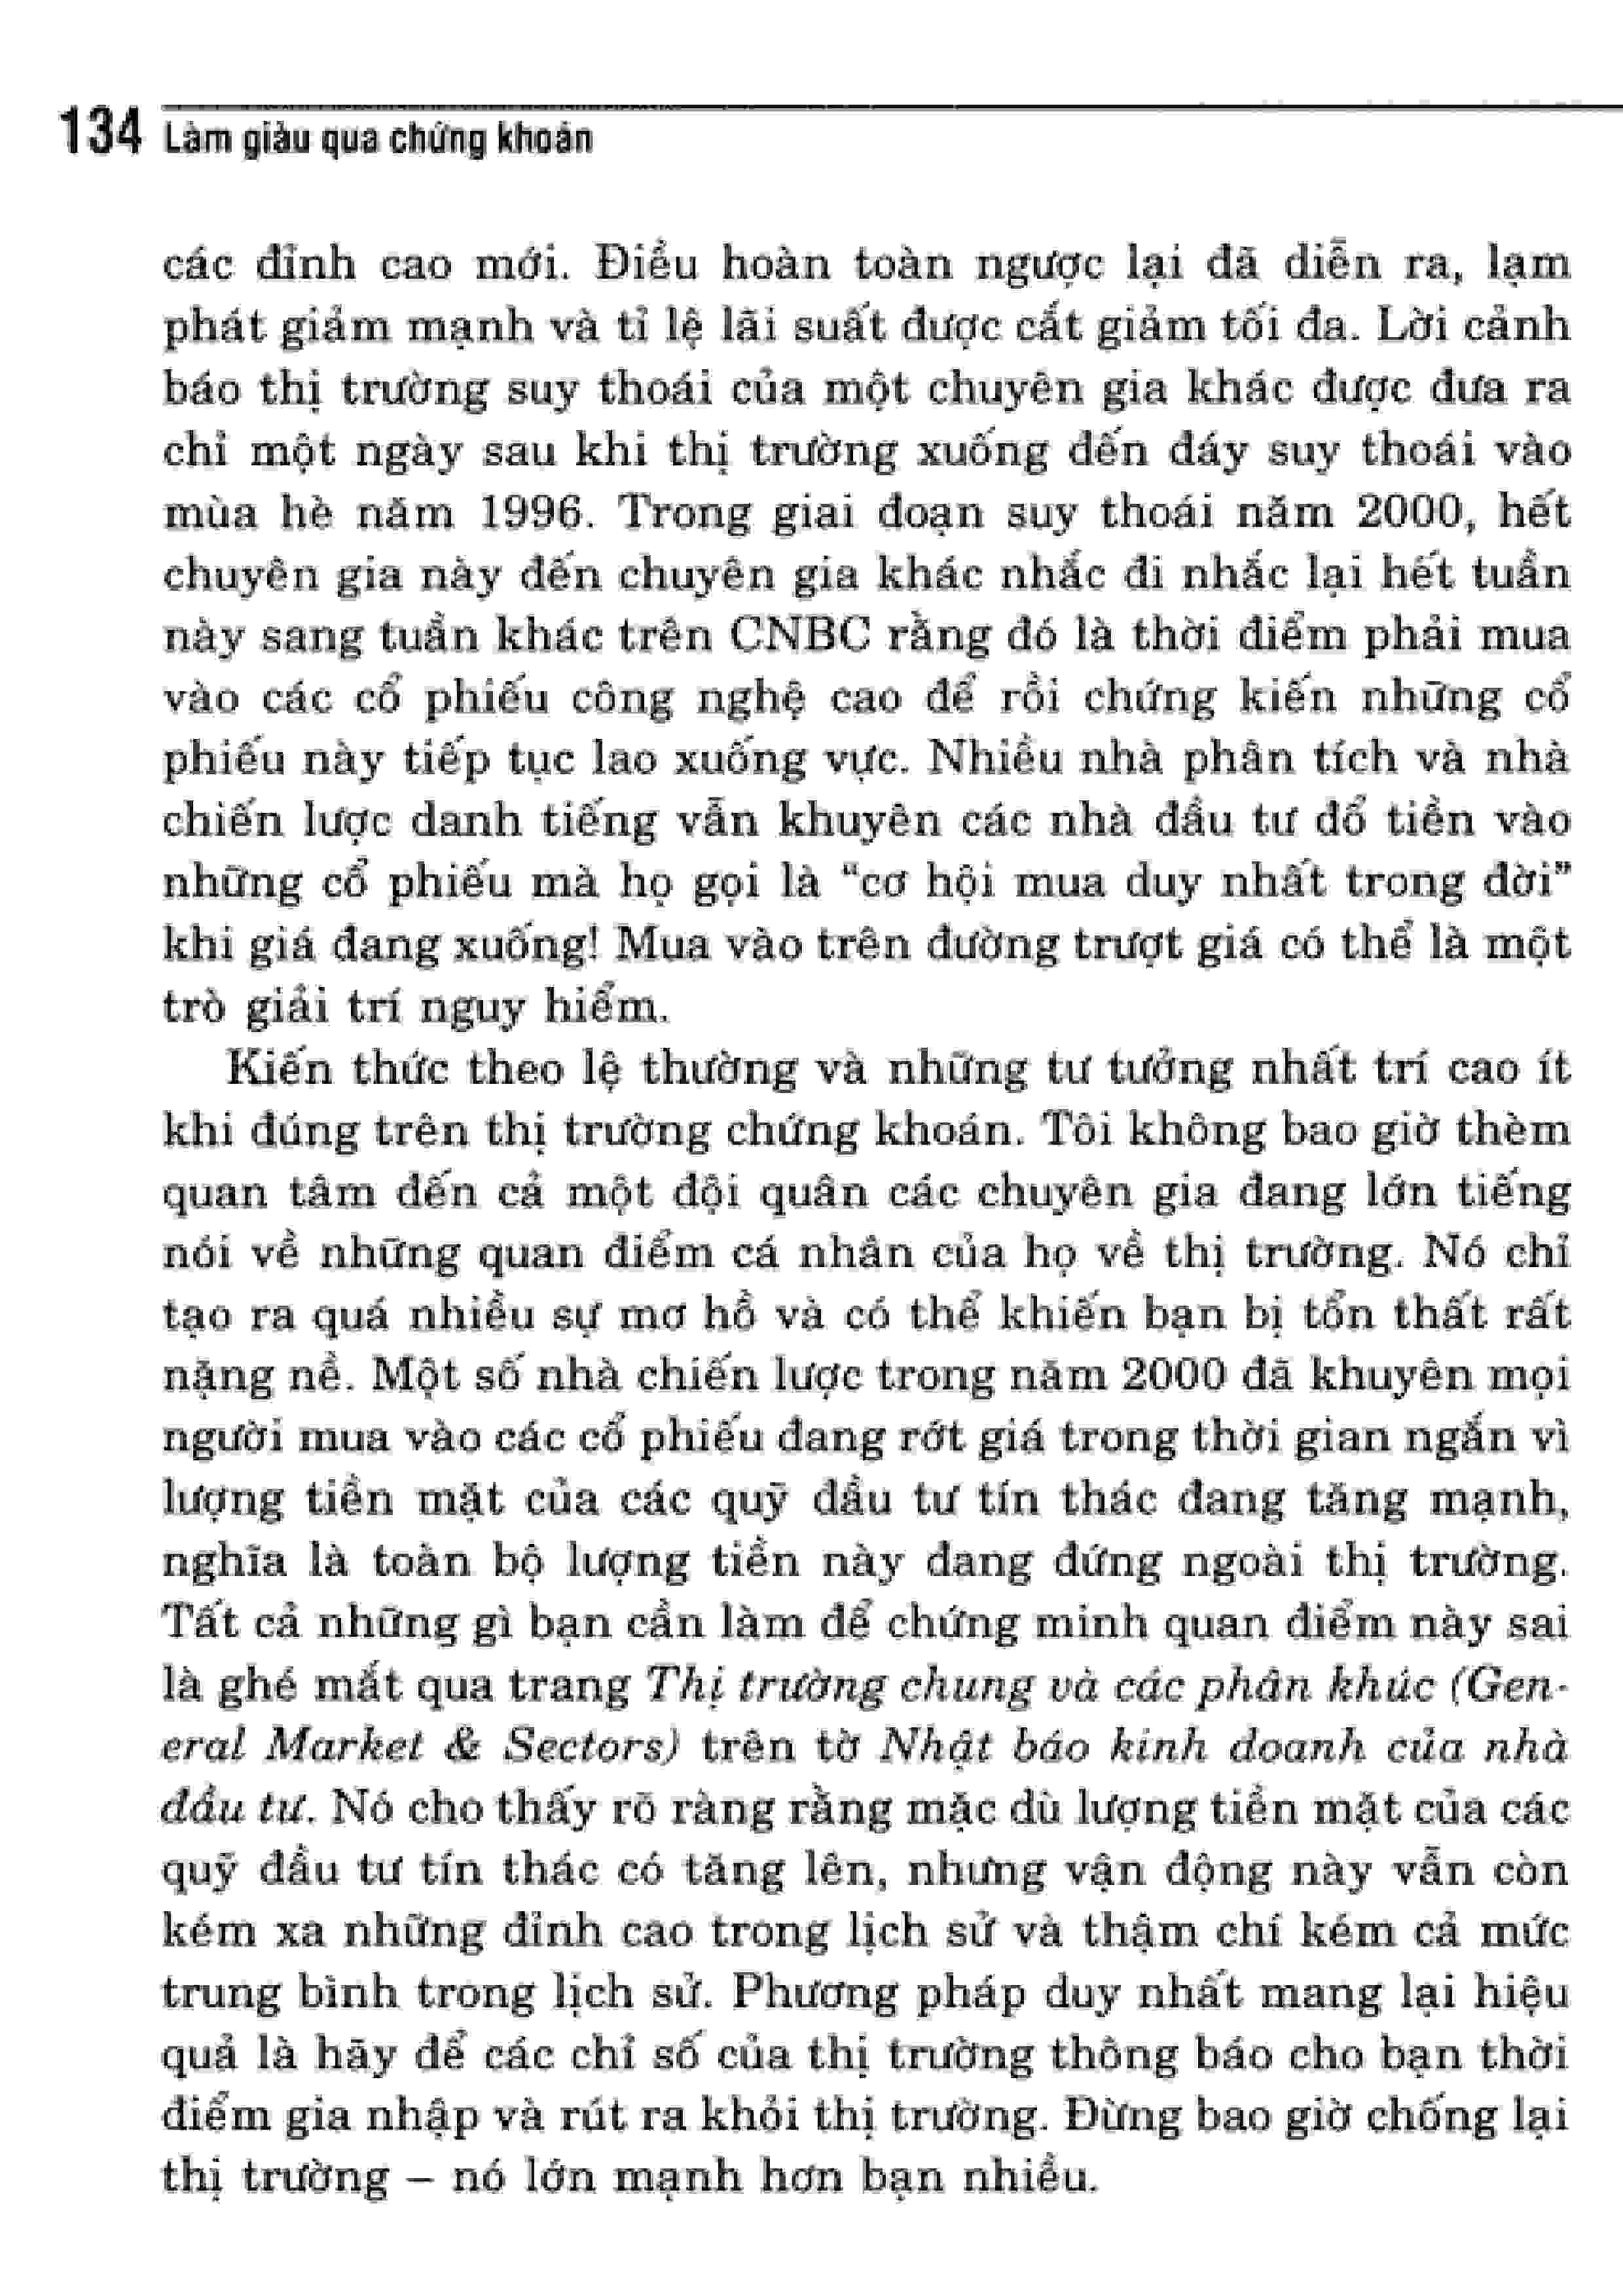 134 Làm giàu qua chứng khoán
các đỉnh cao mới. Điều hoàn toàn ngược lại đã diễn ra, lạm
phát giảm mạnh và tỉ lệ lãi suất được cắt giảm tối đa. Lời cảnh
báo thị trường suy thoái của một chuyên gia khác được đưa ra
chỉ một ngày sau khi thị trường xuống đến đáy suy thoái vào
mùa hè năm 1996. Trong giai đoạn suy thoái năm 2000, hết
chuyên gia này đến chuyên gia khác nhắc đi nhắc lại hết tuần
này sang tuần khác trên CNBC rằng đó là thời điểm phải mua
vào các cổ phiếu công nghệ cao để rồi chứng kiến những cổ
phiếu này tiếp tục lao xuống vực. Nhiều nhà phân tích và nhà
chiến lược danh tiếng vẫn khuyên các nhà đầu tư đổ tiền vào
những cổ phiếu mà họ gọi là “cơ hội mua duy nhất trong đời”
khi giá đang xuống! Mua vào trên đường trượt giá có thể là một
trò giải trí nguy hiểm.
Kiến thức theo lệ thường và những tư tưởng nhất trí cao ít
khi đúng trên thị trường chứng khoán. Tôi không bao giờ thèm
quan tâm đến cả một đội quân các chuyên gia đang lớn tiếng
nói về những quan điểm cá nhân của họ về thị trường. Nó chỉ
tạo ra quá nhiều sự mơ hồ và có thể khiến bạn bị tổn thất rất
nặng nề. Một số nhà chiến lược trong năm 2000 đã khuyên mọi
người mua vào các cổ phiếu đang rớt giá trong thời gian ngắn vì
lượng tiền mặt của các quỹ đầu tư tín thác đang tăng mạnh,
nghĩa là toàn bộ lượng tiền này đang đứng ngoài thị trường.
Tất cả những gì bạn cần làm để chứng minh quan điểm này sai
là ghé mắt qua trang Thị trường chung và các phân khúc (Gen-
eral Market & Sectors) trên tờ Nhật báo kinh doanh của nhà
đầu tư. Nó cho thấy rõ ràng rằng mặc dù lượng tiền mặt của các
quỹ đầu tư tín thác có tăng lên, nhưng vận động này vẫn còn
kém xa những đỉnh cao trong lịch sử và thậm chí kém cả mức
trung bình trong lịch sử. Phương pháp duy nhất mang lại hiệu
quả là hãy để các chỉ số của thị trường thông báo cho bạn thời
điểm gia nhập và rút ra khỏi thị trường. Đừng bao giờ chống lại
thị trường – nó lớn mạnh hơn bạn nhiều.